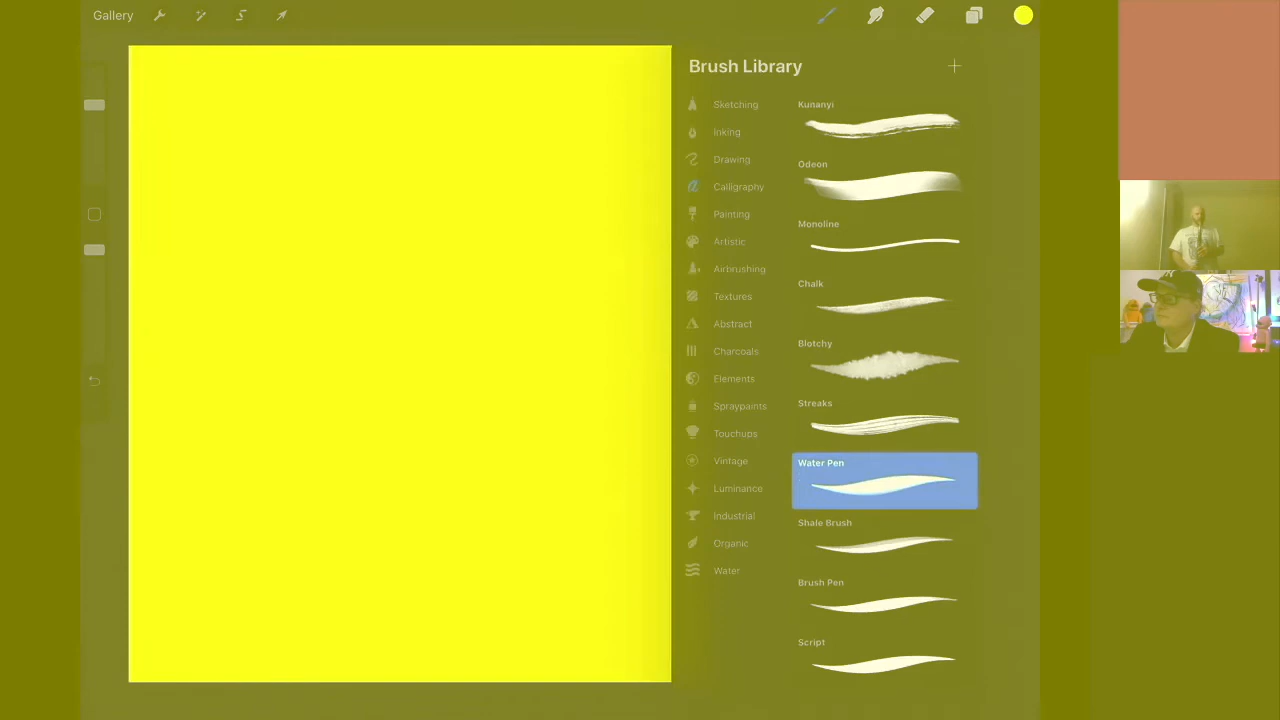 Gallery
Brush Library
Sketching
Inking
Drawing
Calligraphy
Painting
Artistic
Airbrushing
Textures
Abstract
Charcoals
Elements
Spraypaints
Touchups
Vintage
Luminance
Industrial
Organic
Water
Kunanyi
Odeon
Monoline
Chalk
Blotchy
Streaks
Water Pen
Shale Brush
Brush Pen
Script